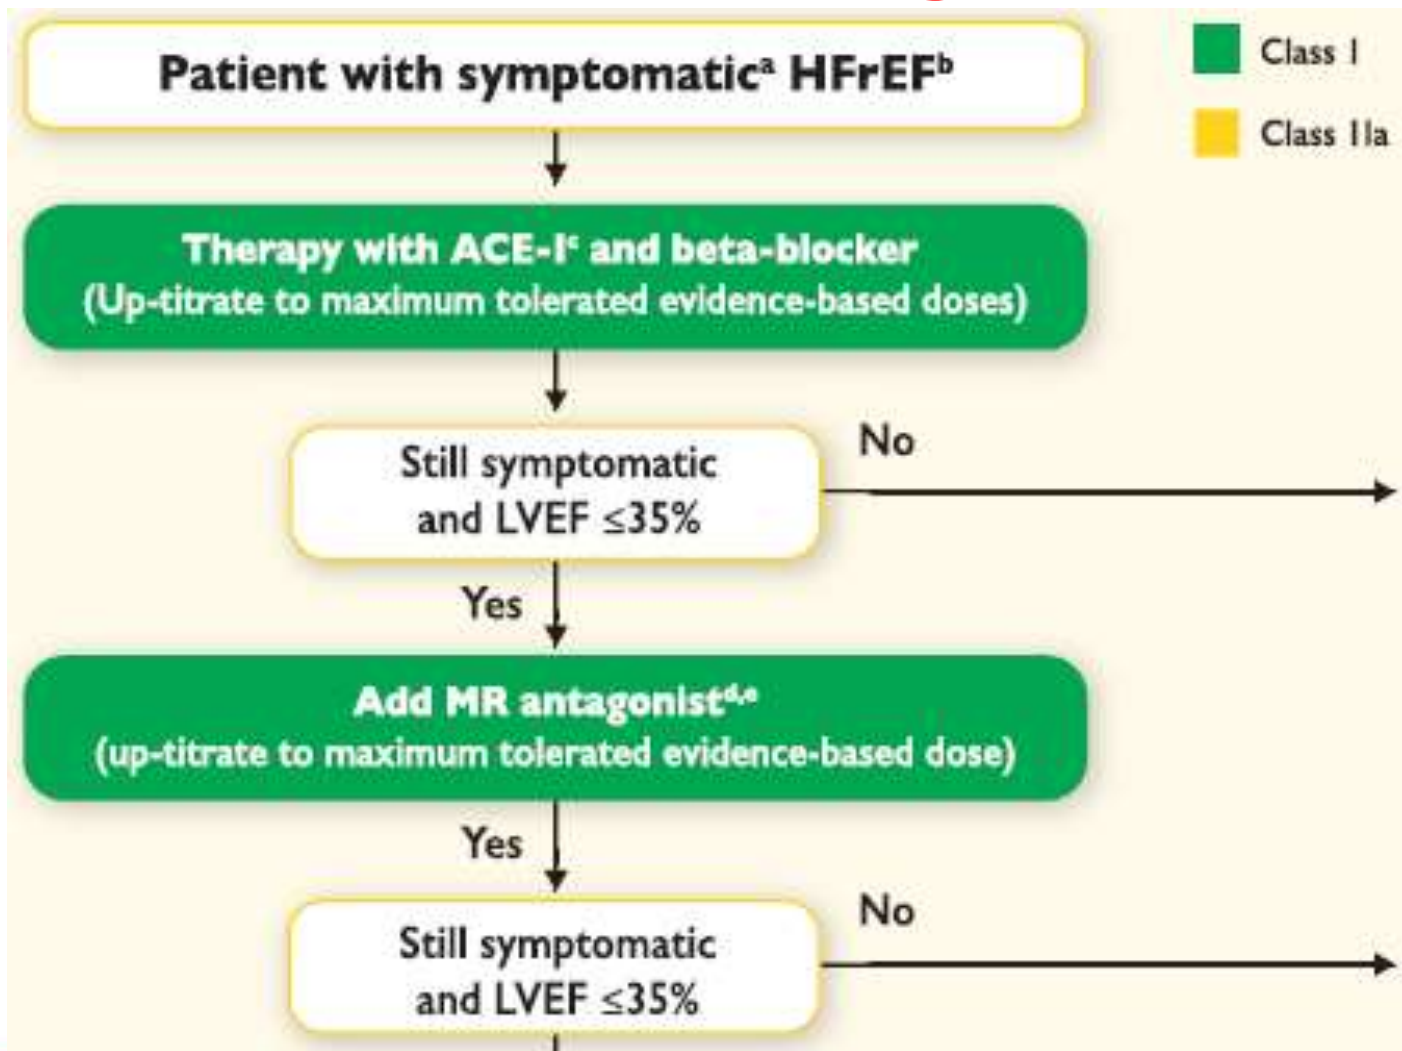 Patient with symptomaticᵃ HFrEFᵇ
Class I
Class IIa
Therapy with ACE-Iᶜ and beta-blocker
(Up-titrate to maximum tolerated evidence-based doses)
Still symptomatic
and LVEF ≤35%
No
Yes
Add MR antagonistᵈ,ᵉ
(up-titrate to maximum tolerated evidence-based dose)
Yes
Still symptomatic
and LVEF ≤35%
No